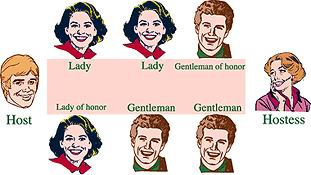 Lady Lady Gentleman of honor
Host Hostess
Lady of honor Gentleman Gentleman